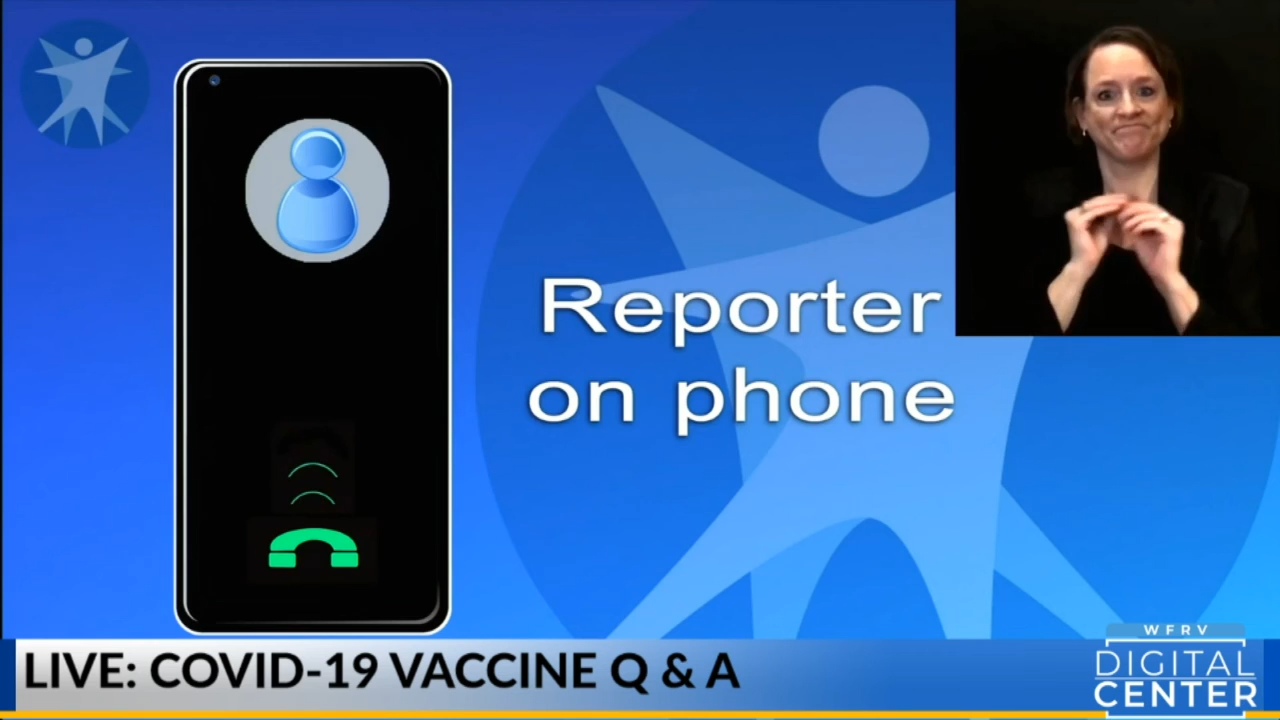 Reporter
on phone
LIVE: COVID-19 VACCINE Q & A
WFRV
DIGITAL
CENTER